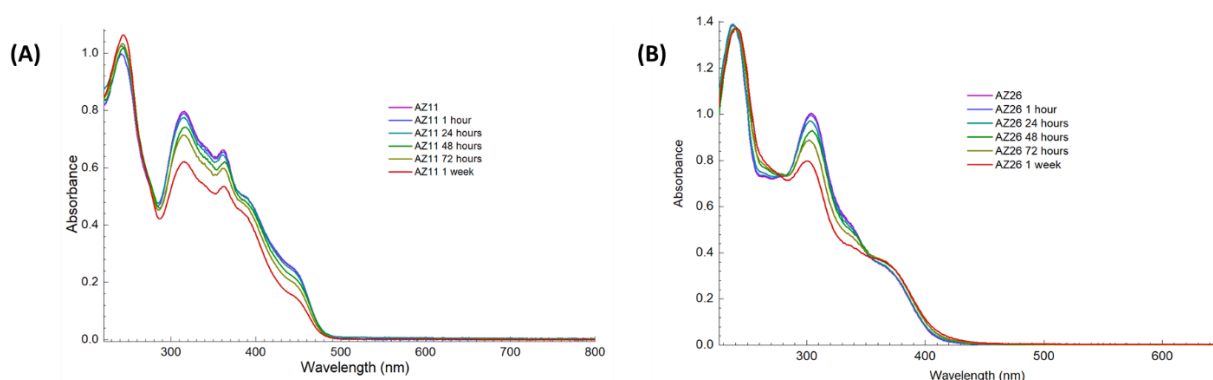 (A)
Absorbance
1.0
0.8
0.6
0.4
0.2
0.0
300 400 500 600 700 800
Wavelength (nm)
AZ11
AZ11 1 hour
AZ11 24 hours
AZ11 48 hours
AZ11 72 hours
AZ11 1 week
(B)
Absorbance
1.4
1.2
1.0
0.8
0.6
0.4
0.2
0.0
300 400 500 600
Wavelength (nm)
AZ26
AZ26 1 hour
AZ26 24 hours
AZ26 48 hours
AZ26 72 hours
AZ26 1 week